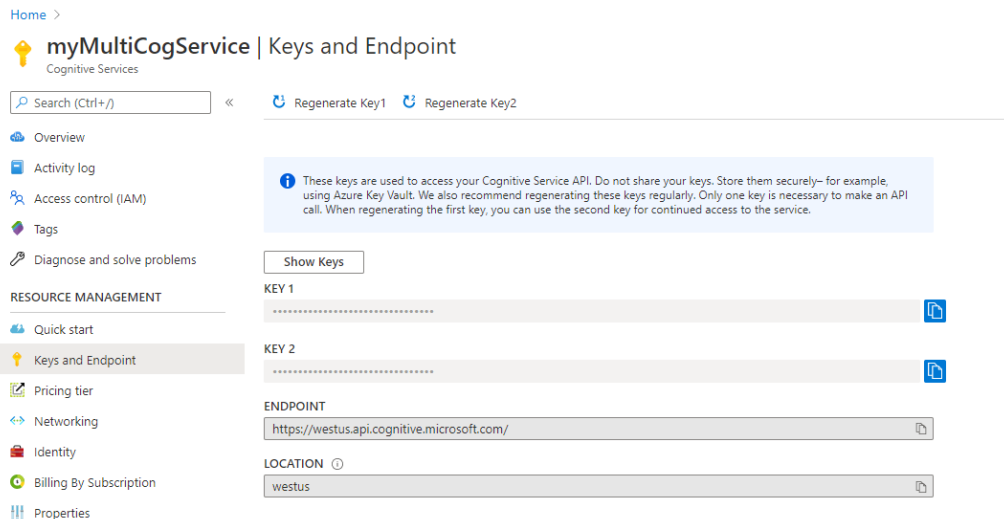 Home >
myMultiCogService | Keys and Endpoint
Cognitive Services
Search (Ctrl+/)
«
Overview
Activity log
Access control (IAM)
Tags
Diagnose and solve problems
RESOURCE MANAGEMENT
Quick start
Keys and Endpoint
Pricing tier
Networking
Identity
Billing By Subscription
Properties
Regenerate Key1 Regenerate Key2
These keys are used to access your Cognitive Service API. Do not share your keys. Store them securely– for example,
using Azure Key Vault. We also recommend regenerating these keys regularly. Only one key is necessary to make an API
call. When regenerating the first key, you can use the second key for continued access to the service.
Show Keys
KEY 1
••••••••••••••••••••••••••••••••
KEY 2
••••••••••••••••••••••••••••••••
ENDPOINT
https://westus.api.cognitive.microsoft.com/
LOCATION
westus